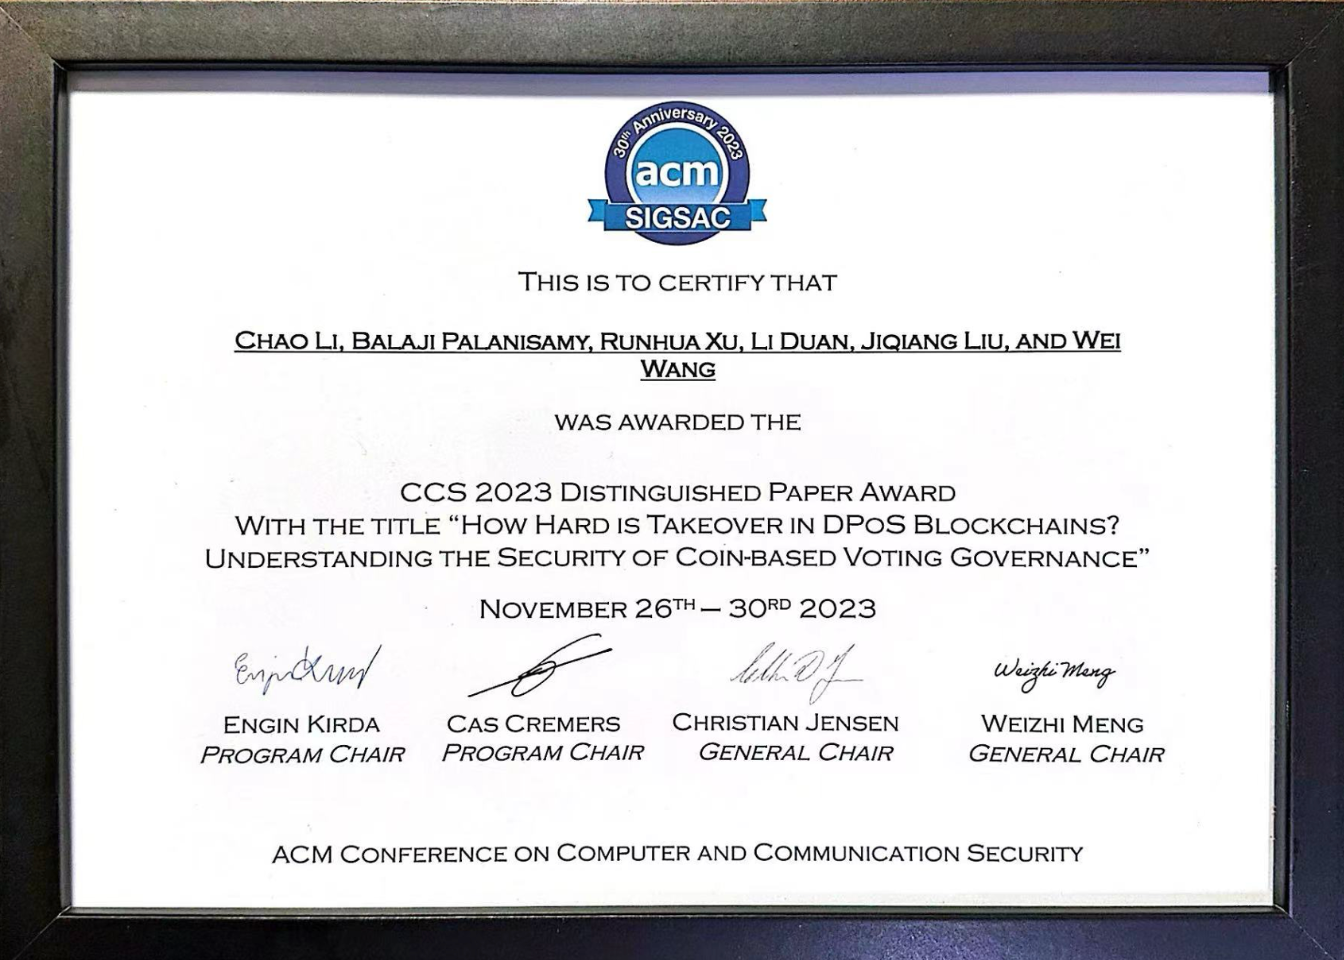 30th Anniversary 2023
acm
SIGSAC
THIS IS TO CERTIFY THAT
CHAO LI, BALAJI PALANISAMY, RUNHUA XU, LI DUAN, JIQIANG LIU, AND WEI
WANG
WAS AWARDED THE
CCS 2023 DISTINGUISHED PAPER AWARD
WITH THE TITLE “HOW HARD IS TAKEOVER IN DPOS BLOCKCHAINS?
UNDERSTANDING THE SECURITY OF COIN-BASED VOTING GOVERNANCE”
NOVEMBER 26TH – 30RD 2023
Weizhi Meng
ENGIN KIRDA CAS CREMERS CHRISTIAN JENSEN WEIZHI MENG
PROGRAM CHAIR PROGRAM CHAIR GENERAL CHAIR GENERAL CHAIR
ACM CONFERENCE ON COMPUTER AND COMMUNICATION SECURITY